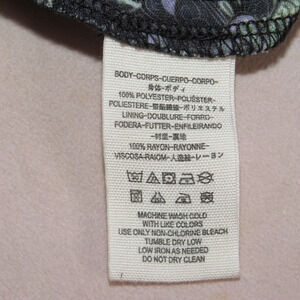 BODY-CORPS-CUERPO-CORPO-
身体-ボディ
100% POLYESTER-POLIÉSTER-
POLIESTERE-聚酯纖維-ポリエステル
LINING-DOUBLURE-FORRO-
FODERA-FUTTER-ENFILEIRANDO
-衬里-裏地
100% RAYON-RAYONNE-
VISCOSA-RAIOM-人造絲-レーヨン
MACHINE WASH COLD
WITH LIKE COLORS
USE ONLY NON-CHLORINE BLEACH
TUMBLE DRY LOW
LOW IRON AS NEEDED
DO NOT DRY CLEAN